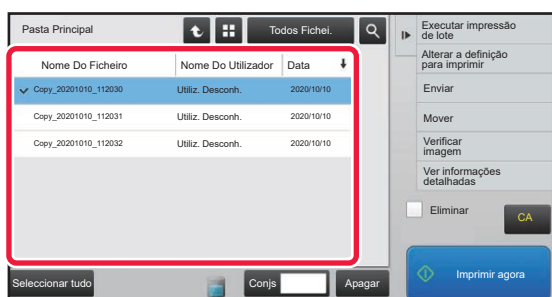 Pasta Principal
Todos Fichei.
Nome Do Ficheiro Nome Do Utilizador Data
Copy_20201010_112030 Utiliz. Desconh. 2020/10/10
Copy_20201010_112031 Utiliz. Desconh. 2020/10/10
Copy_20201010_112032 Utiliz. Desconh. 2020/10/10
Seleccionar tudo Conjs Apagar
Executar impressão
de lote
Alterar a definição
para imprimir
Enviar
Mover
Verificar
imagem
Ver informações
detalhadas
Eliminar
CA
Imprimir agora